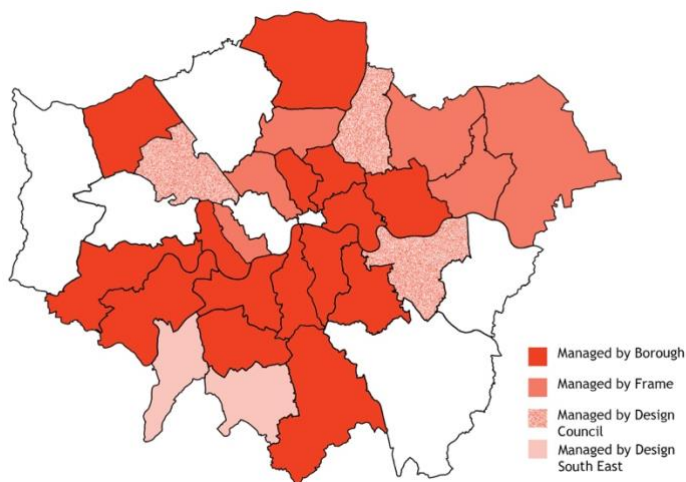 Managed by Borough
Managed by Frame
Managed by Design
Council
Managed by Design
South East